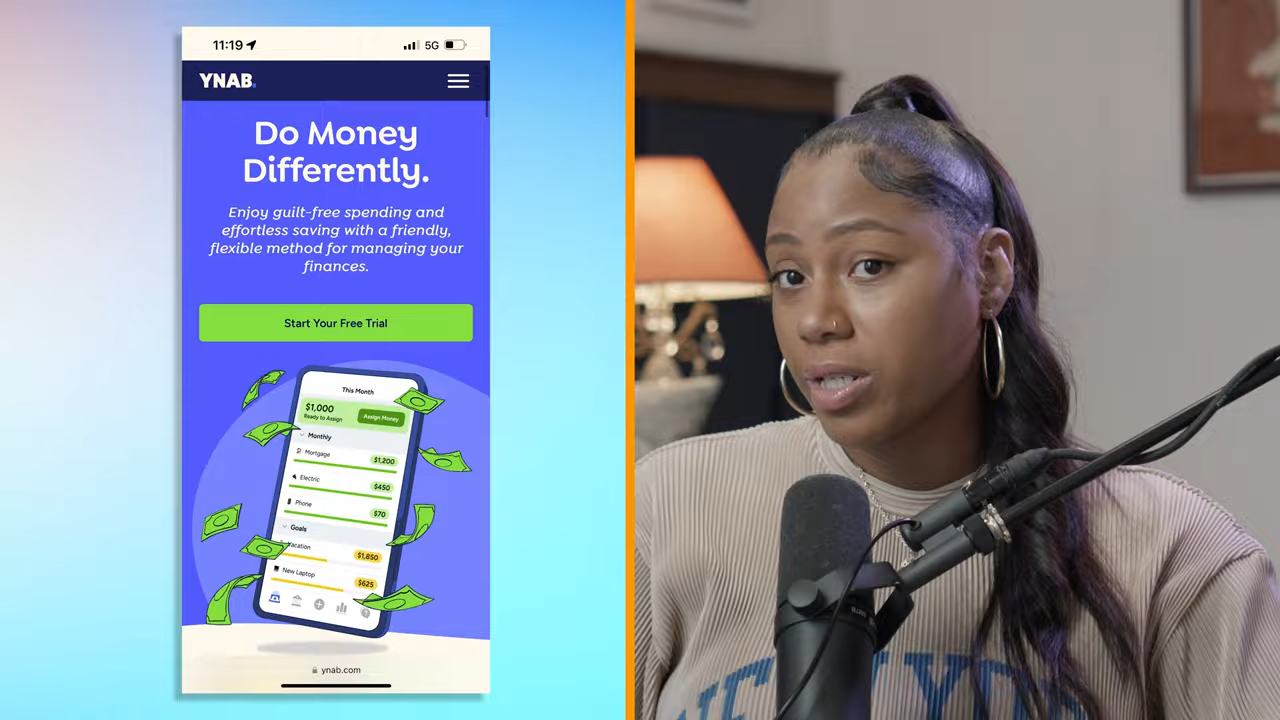 11:19
5G
YNAB.
Do Money
Differently.
Enjoy guilt-free spending and
effortless saving with a friendly,
flexible method for managing your
finances.
Start Your Free Trial
This Month
$1,000
Ready to Assign
Assign Money
Monthly
Mortgage $1,200
Electric $450
Phone $70
Goals
Vacation $1,850
New Laptop $625
ynab.com
NEW YORK